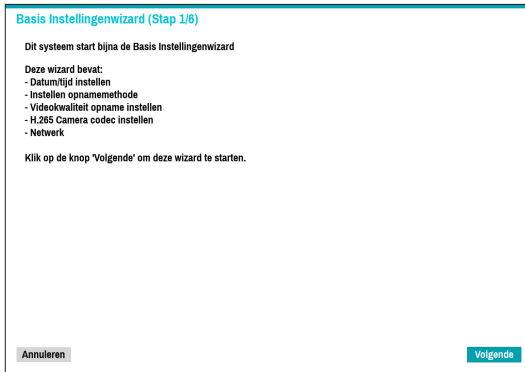 Basis Instellingenwizard (Stap 1/6)
Dit systeem start bijna de Basis Instellingenwizard
Deze wizard bevat:
- Datum/tijd instellen
- Instellen opnamemethode
- Videokwaliteit opname instellen
- H.265 Camera codec instellen
- Netwerk
Klik op de knop 'Volgende' om deze wizard te starten.
Annuleren
Volgende